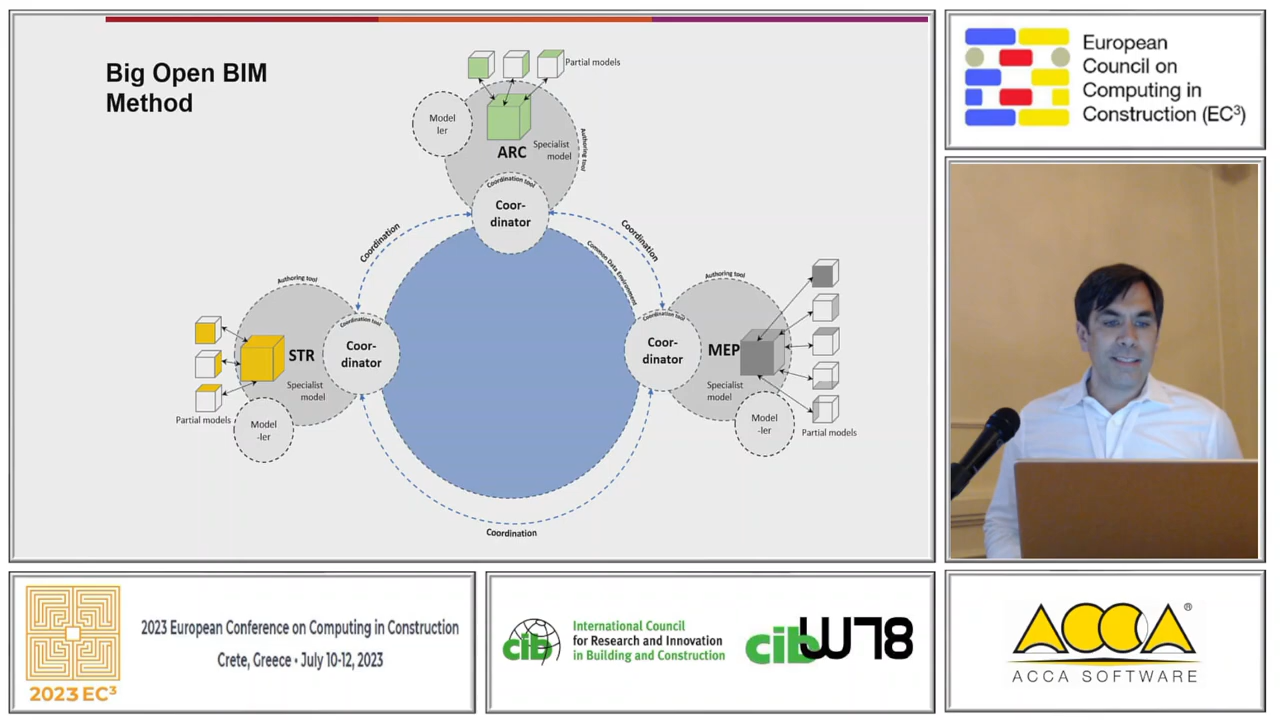 Big Open BIM
Method
Partial models
Model
ler
ARC
Specialist
model
Authoring tool
Coordination tool
Coor-
dinator
Coordination
Coordination
Common Data Environment
Authoring tool
Coordination tool
STR
Coor-
dinator
Specialist
model
Partial models
Model
-ler
Authoring tool
Coordination tool
Coor-
dinator
MEP
Specialist
model
Model
-ler
Partial models
Coordination
European
Council on
Computing in
Construction (EC³)
2023 EC³
2023 European Conference on Computing in Construction
Crete, Greece • July 10-12, 2023
cib
International Council
for Research and Innovation
in Building and Construction
cib W78
ACCA ®
ACCA SOFTWARE